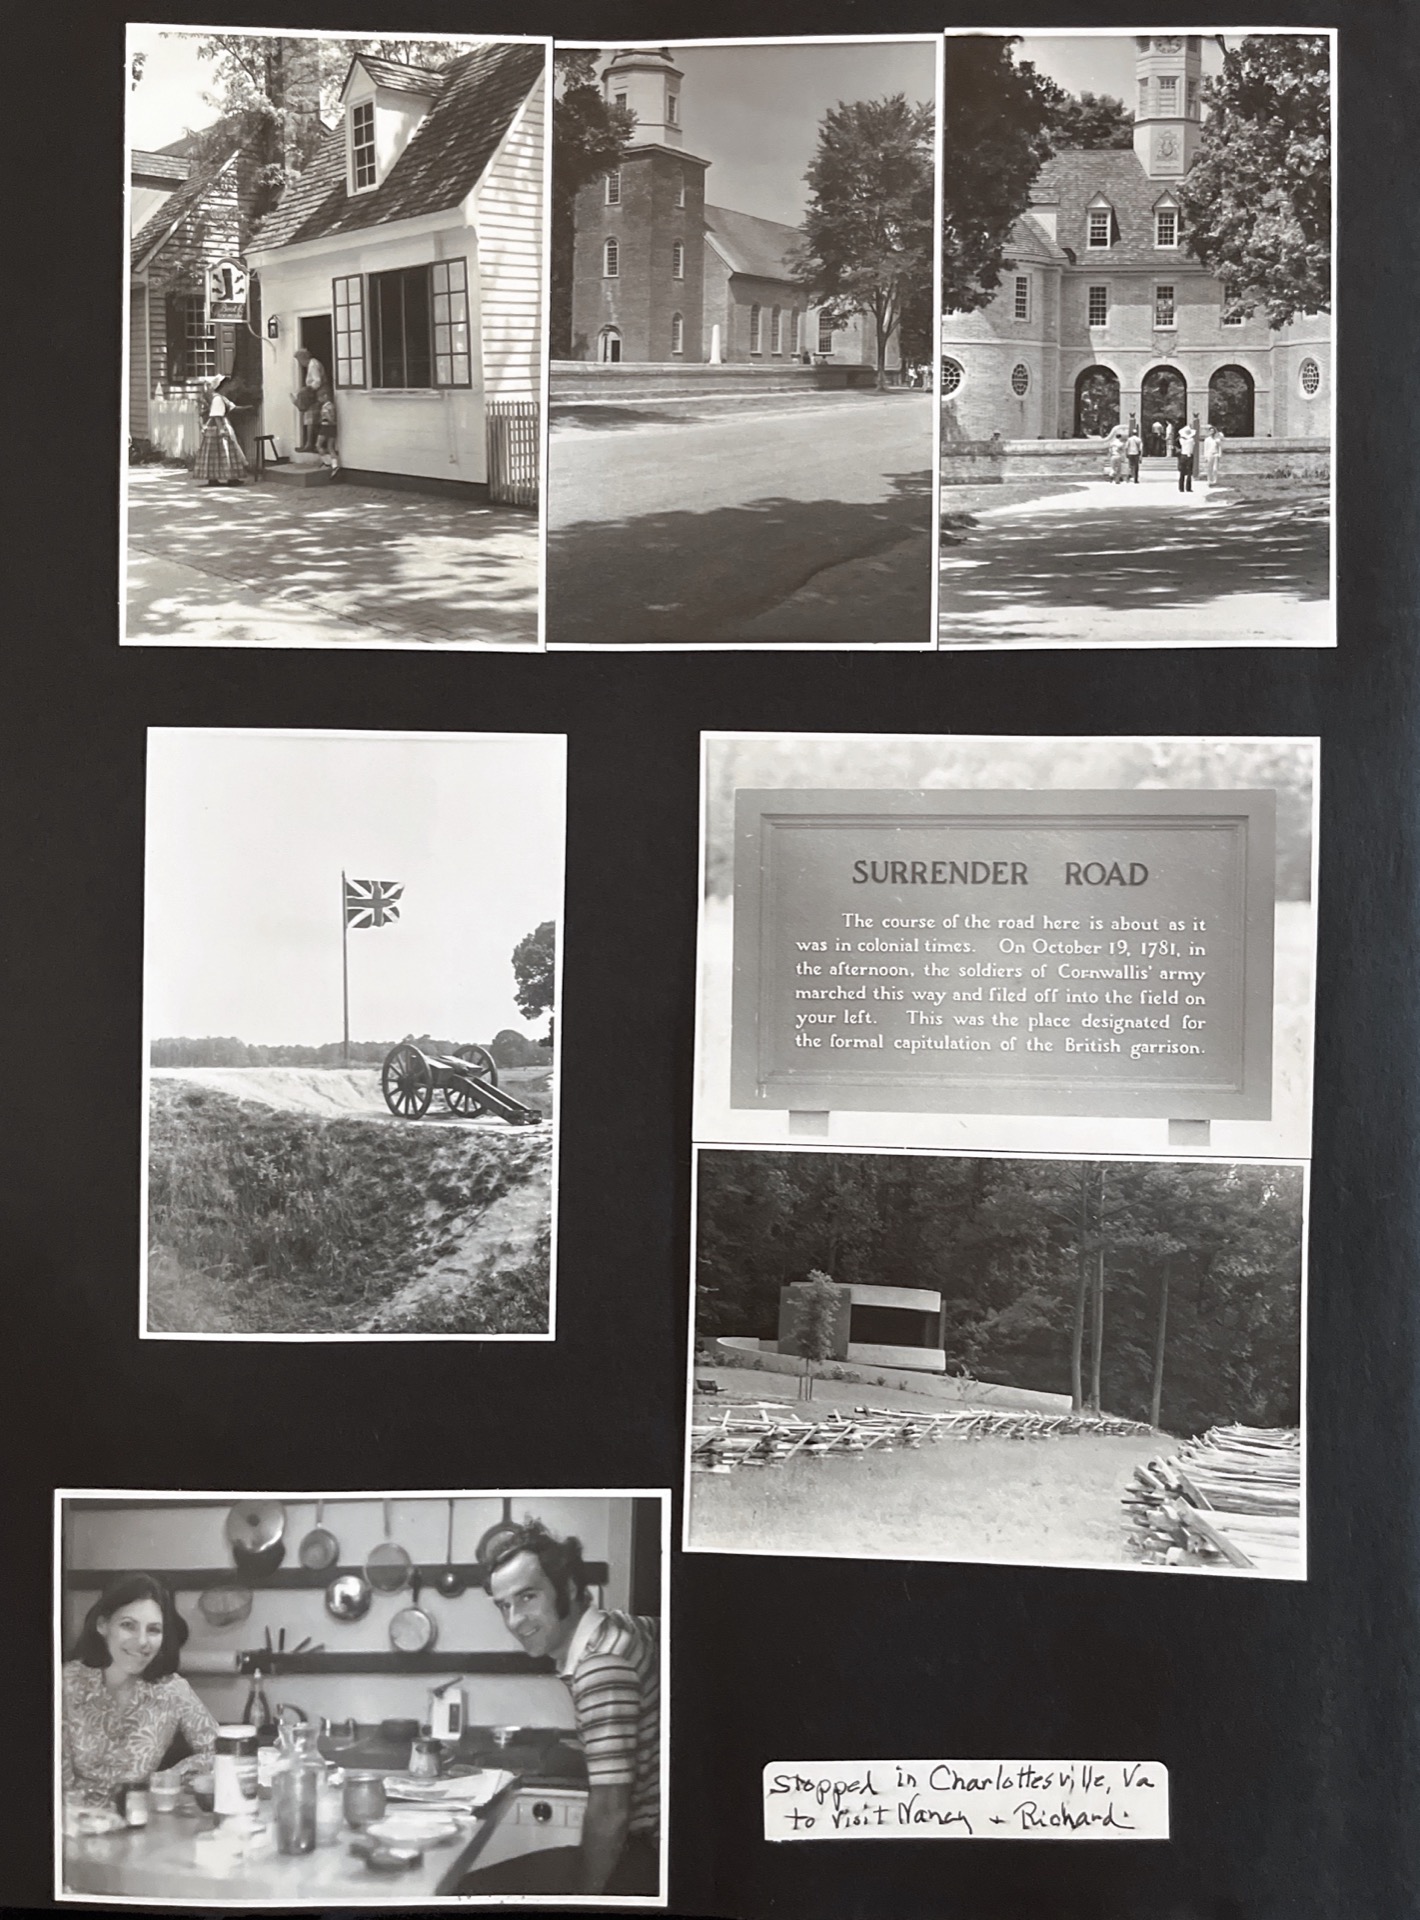 SURRENDER ROAD
The course of the road here is about as it
was in colonial times. On October 19, 1781, in
the afternoon, the soldiers of Cornwallis' army
marched this way and filed off into the field on
your left. This was the place designated for
the formal capitulation of the British garrison.
Stopped in Charlottesville, Va
to visit Nancy + Richard.